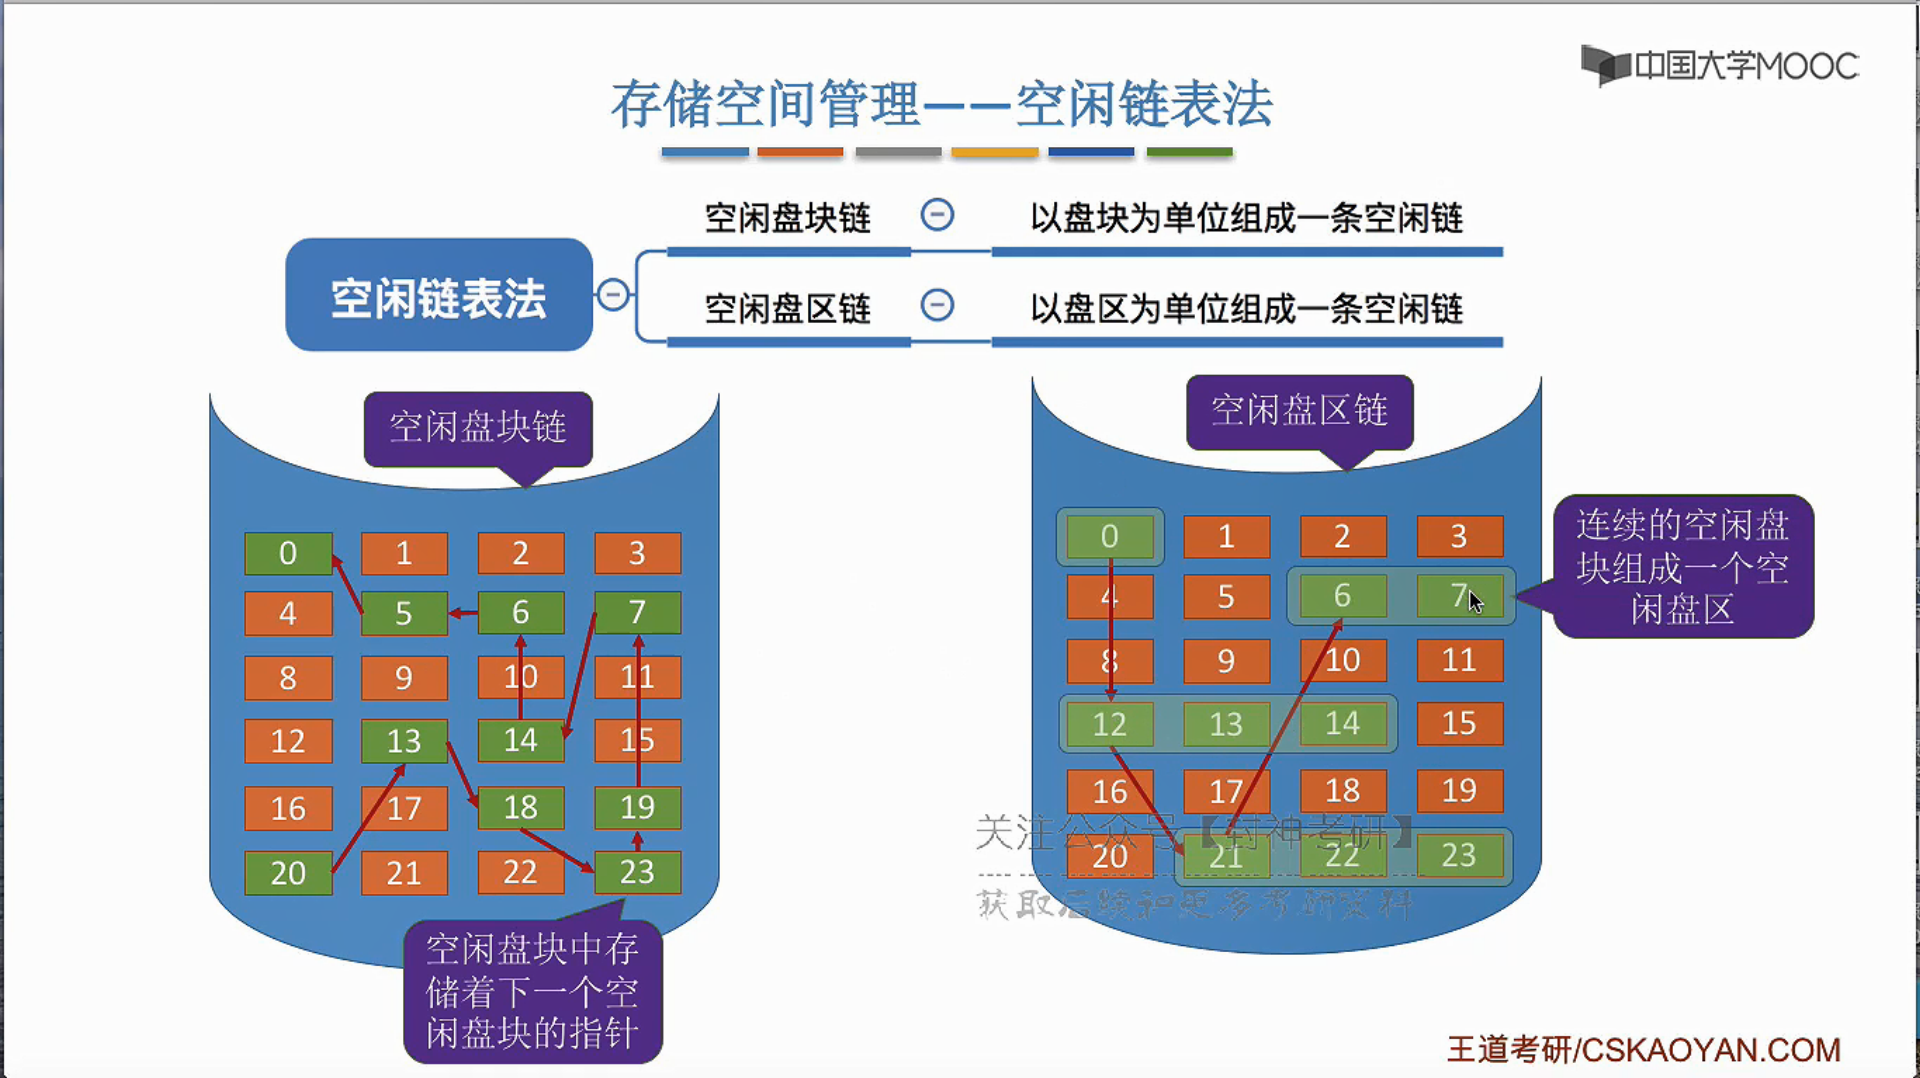 中国大学MOOC
存储空间管理——空闲链表法
空闲链表法
空闲盘块链
以盘块为单位组成一条空闲链
空闲盘区链
以盘区为单位组成一条空闲链
空闲盘块链
0 1 2 3
4 5 6 7
8 9 10 11
12 13 14 15
16 17 18 19
20 21 22 23
空闲盘块中存
储着下一个空
闲盘块的指针
空闲盘区链
0 1 2 3
4 5 6 7
8 9 10 11
12 13 14 15
16 17 18 19
20 21 22 23
连续的空闲盘
块组成一个空
闲盘区
关注公众号【封神考研】
获取后续和更多考研资料
王道考研/CSKAOYAN.COM